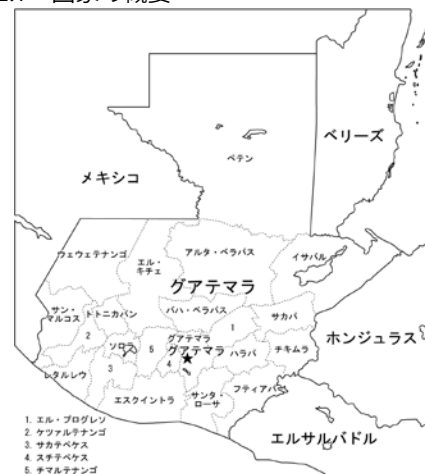 ベリーズ
ペテン
メキシコ
ウェウェテナンゴ
エル・
キチェ
アルタ・ベラパス
イサバル
グアテマラ
サン・
マルコス
トトニカパン
バハ・ベラパス
サカパ
2
1
ホンジュラス
ソロラ
5
グアテマラ
グアテマラ
ハラパ
チキムラ
レタルレウ
3
4
エスクイントラ
サンタ・
ローサ
フティアパ
エルサルバドル
1. エル・プログレソ
2. ケツァルテナンゴ
3. サカテペケス
4. スチテペケス
5. チマルテナンゴ